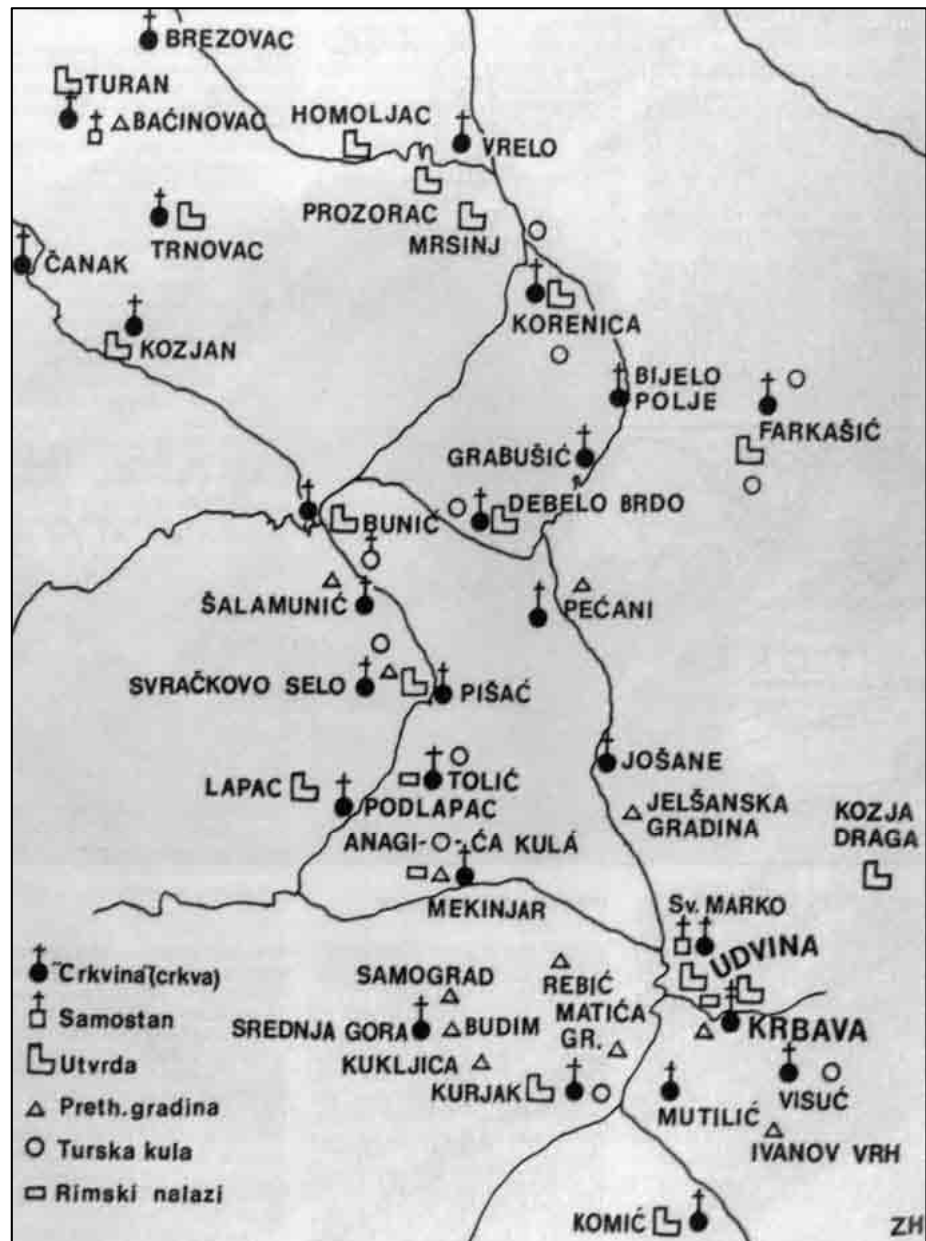 BREZOVAC
TURAN
BAĆINOVAC
HOMOLJAC
VRELO
PROZORAC
MRSINJ
TRNOVAC
ČANAK
KORENICA
KOZJAN
BIJELO
POLJE
FARKAŠIĆ
GRABUŠIĆ
DEBELO BRDO
BUNIĆ
ŠALAMUNIĆ
PEĆANI
SVRAČKOVO SELO
PIŠAĆ
JOŠANE
LAPAC
TOLIĆ
PODLAPAC
JELŠANSKA
GRADINA
KOZJA
DRAGA
ANAGI-O-ĆA KULÁ
MEKINJAR
Sv. MARKO
UDVINA
KRBAVA
SAMOGRAD
REBIĆ
MATIĆA
GR.
SREDNJA GORA
BUDIM
KUKLJICA
KURJAK
MUTILIĆ
VISUĆ
IVANOV VRH
KOMIĆ
"Crkvina"(crkva)
Samostan
Utvrda
Preth. gradina
Turska kula
Rimski nalazi
ZH